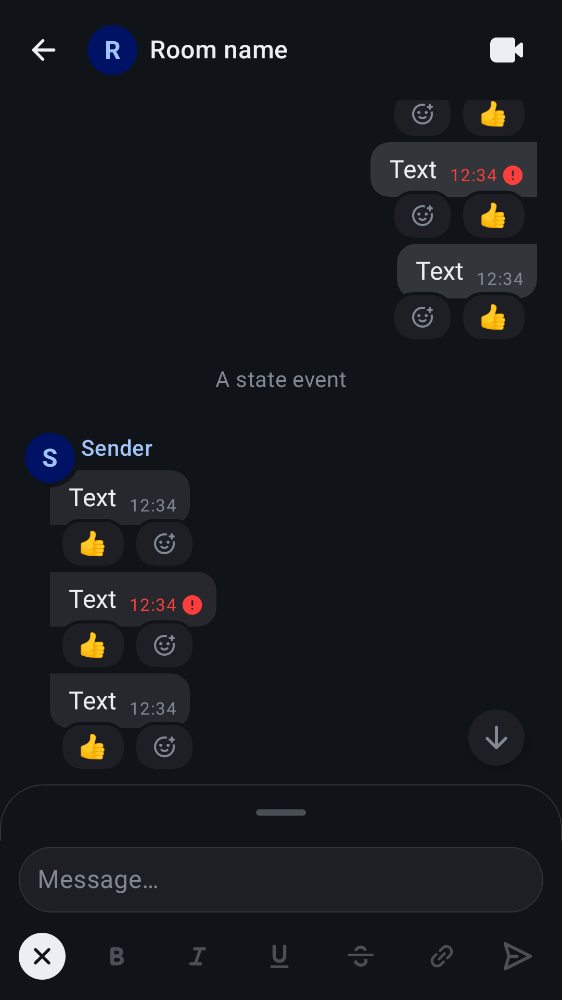 R Room name
Text 12:34
Text 12:34
A state event
S Sender
Text 12:34
Text 12:34
Text 12:34
Message…
B I U S